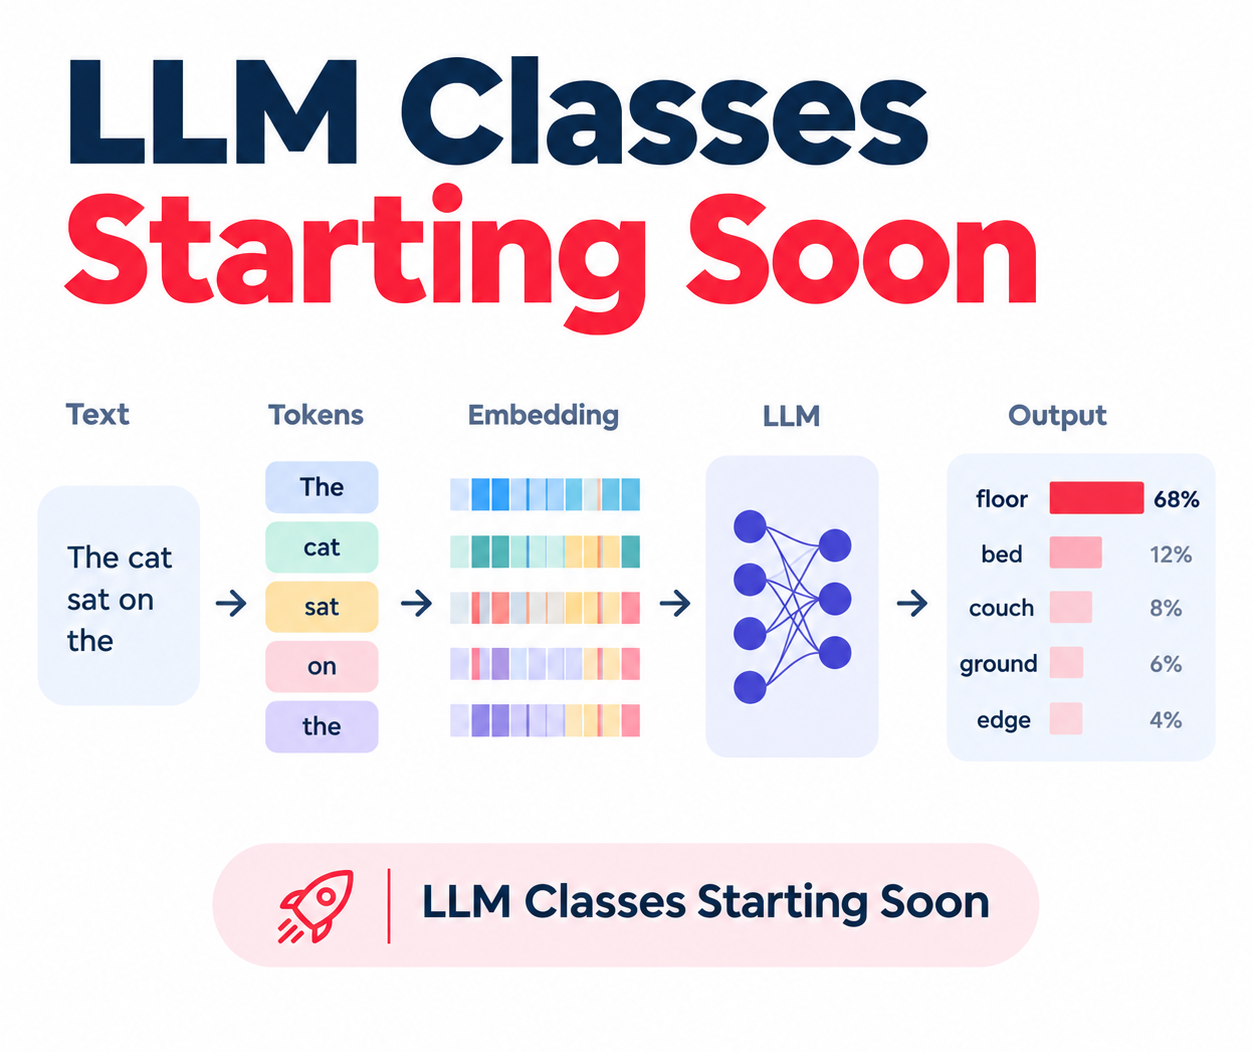 LLM Classes
Starting Soon
Text
Tokens
Embedding
LLM
Output
The cat
sat on
the
The
cat
sat
on
the
floor 68%
bed 12%
couch 8%
ground 6%
edge 4%
LLM Classes Starting Soon